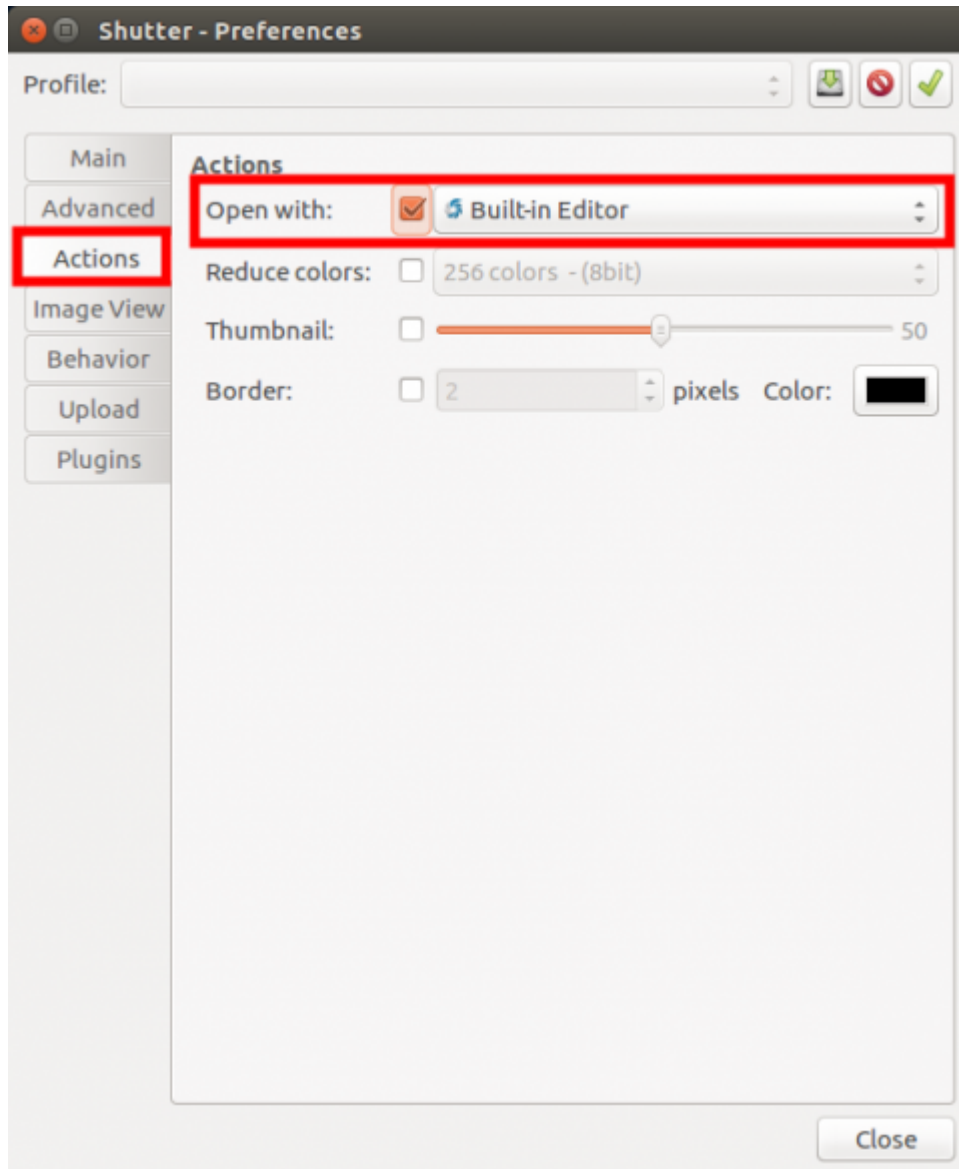 Shutter - Preferences
Profile:
Main
Advanced
Actions
Image View
Behavior
Upload
Plugins
Actions
Open with: Built-in Editor
Reduce colors: 256 colors - (8bit)
Thumbnail: 50
Border: 2 pixels Color:
Close